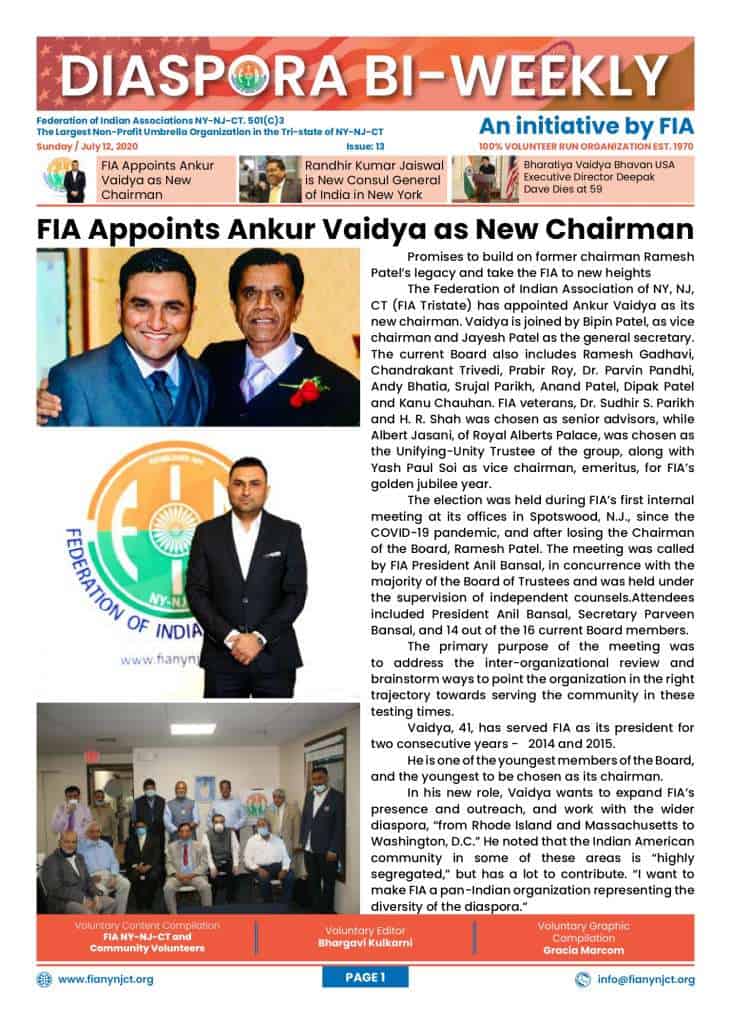 DIASPORA BI-WEEKLY
Federation of Indian Associations NY-NJ-CT. 501(C)3
The Largest Non-Profit Umbrella Organization in the Tri-state of NY-NJ-CT
Sunday / July 12, 2020
Issue: 13
An initiative by FIA
100% VOLUNTEER RUN ORGANIZATION EST. 1970
FIA Appoints Ankur
Vaidya as New
Chairman
Randhir Kumar Jaiswal
is New Consul General
of India in New York
Bharatiya Vaidya Bhavan USA
Executive Director Deepak
Dave Dies at 59
FIA Appoints Ankur Vaidya as New Chairman
Promises to build on former chairman Ramesh
Patel's legacy and take the FIA to new heights
The Federation of Indian Association of NY, NJ,
CT (FIA Tristate) has appointed Ankur Vaidya as its
new chairman. Vaidya is joined by Bipin Patel, as vice
chairman and Jayesh Patel as the general secretary.
The current Board also includes Ramesh Gadhavi,
Chandrakant Trivedi, Prabir Roy, Dr. Parvin Pandhi,
Andy Bhatia, Srujal Parikh, Anand Patel, Dipak Patel
and Kanu Chauhan. FIA veterans, Dr. Sudhir S. Parikh
and H. R. Shah was chosen as senior advisors, while
Albert Jasani, of Royal Alberts Palace, was chosen as
the Unifying-Unity Trustee of the group, along with
Yash Paul Soi as vice chairman, emeritus, for FIA's
golden jubilee year.
The election was held during FIA's first internal
meeting at its offices in Spotswood, N.J., since the
COVID-19 pandemic, and after losing the Chairman
of the Board, Ramesh Patel. The meeting was called
by FIA President Anil Bansal, in concurrence with the
majority of the Board of Trustees and was held under
the supervision of independent counsels.Attendees
included President Anil Bansal, Secretary Parveen
Bansal, and 14 out of the 16 current Board members.
The primary purpose of the meeting was
to address the inter-organizational review and
brainstorm ways to point the organization in the right
trajectory towards serving the community in these
testing times.
Vaidya, 41, has served FIA as its president for
two consecutive years - 2014 and 2015.
He is one of the youngest members of the Board,
and the youngest to be chosen as its chairman.
In his new role, Vaidya wants to expand FIA's
presence and outreach, and work with the wider
diaspora, "from Rhode Island and Massachusetts to
Washington, D.C." He noted that the Indian American
community in some of these areas is "highly
segregated," but has a lot to contribute. "I want to
make FIA a pan-Indian organization representing the
diversity of the diaspora."
FIA
NY-NJ
FEDERATION OF INDIA
www.fianynj
Voluntary Content Compilation
FIA NY-NJ-CT and
Community Volunteers
Voluntary Editor
Bhargavi Kulkarni
Voluntary Graphic
Compilation
Gracia Marcom
www.fianynjct.org
PAGE 1
info@fianynjct.org